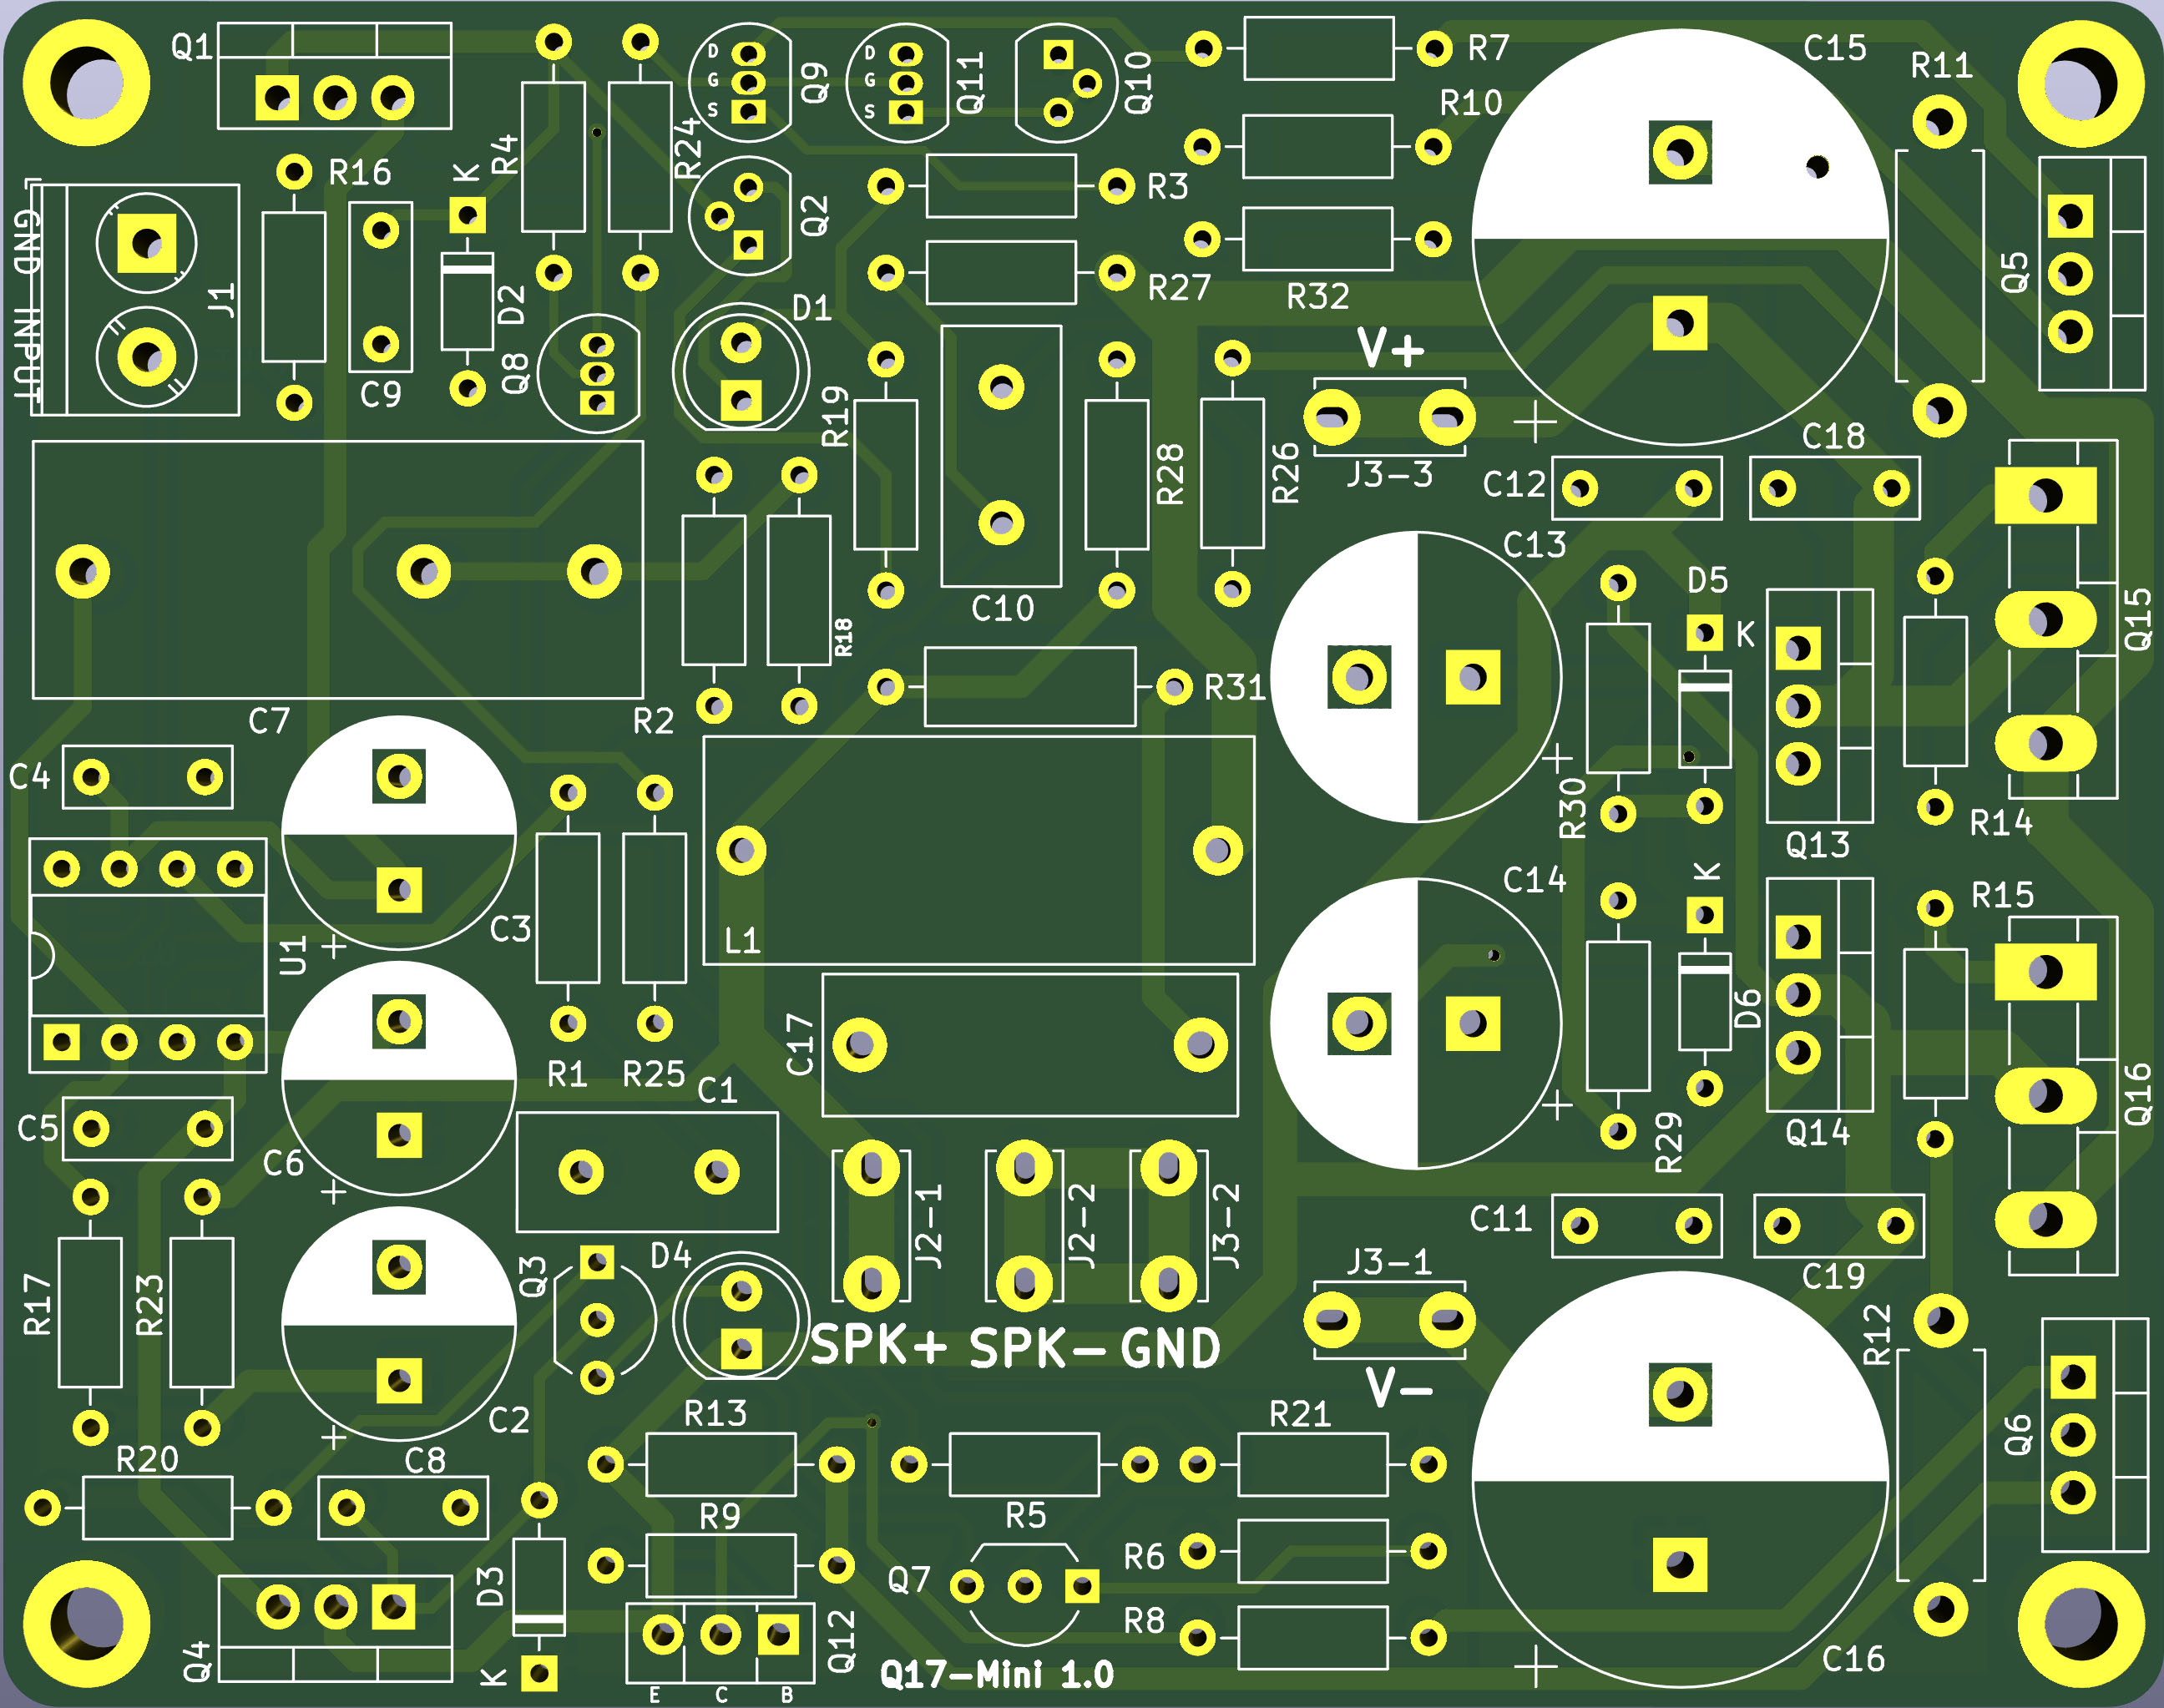 Q1
R4
R24
D
G
S
Q9
D
G
S
Q11
Q10
R7
C15
R11
R10
R16
K
Q2
R3
GND INPUT
J1
D2
Q8
D1
R27
R32
Q5
C9
R19
V+
R28
R26
J3-3
C18
C12
C13
C10
D5
K
Q15
R18
R2
R31
C7
C4
R30
R14
Q13
C14
K
R15
U1
C3
L1
D6
C17
R1
R25
C1
Q16
C5
C6
R29
Q14
J2-1
J2-2
J3-2
C11
J3-1
C19
R17
R23
Q3
D4
R12
SPK+
SPK-
GND
V-
C2
R13
R21
Q6
R20
C8
R9
R5
D3
Q7
R6
R8
Q4
K
Q12
E
C
B
Q17-Mini 1.0
C16